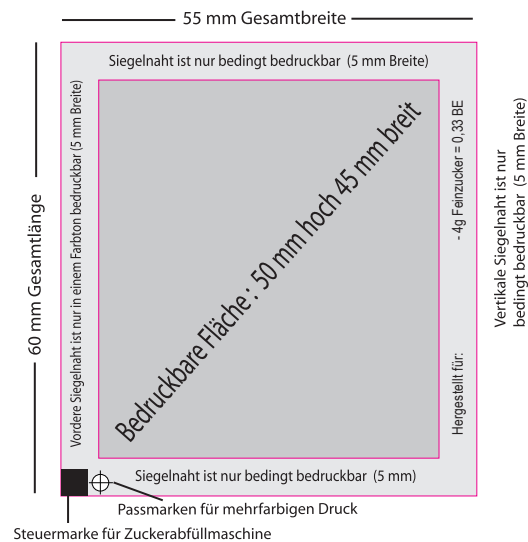 55 mm Gesamtbreite
Siegelnaht ist nur bedingt bedruckbar (5 mm Breite)
60 mm Gesamtlänge
Vordere Siegelnaht ist nur in einem Farbton bedruckbar (5 mm Breite)
Bedruckbare Fläche: 50 mm hoch 45 mm breit
- 4g Feinzucker = 0,33 BE
Hergestellt für:
Vertikale Siegelnaht ist nur
bedingt bedruckbar (5 mm Breite)
Siegelnaht ist nur bedingt bedruckbar (5 mm)
Passmarken für mehrfarbigen Druck
Steuermarke für Zuckerabfüllmaschine